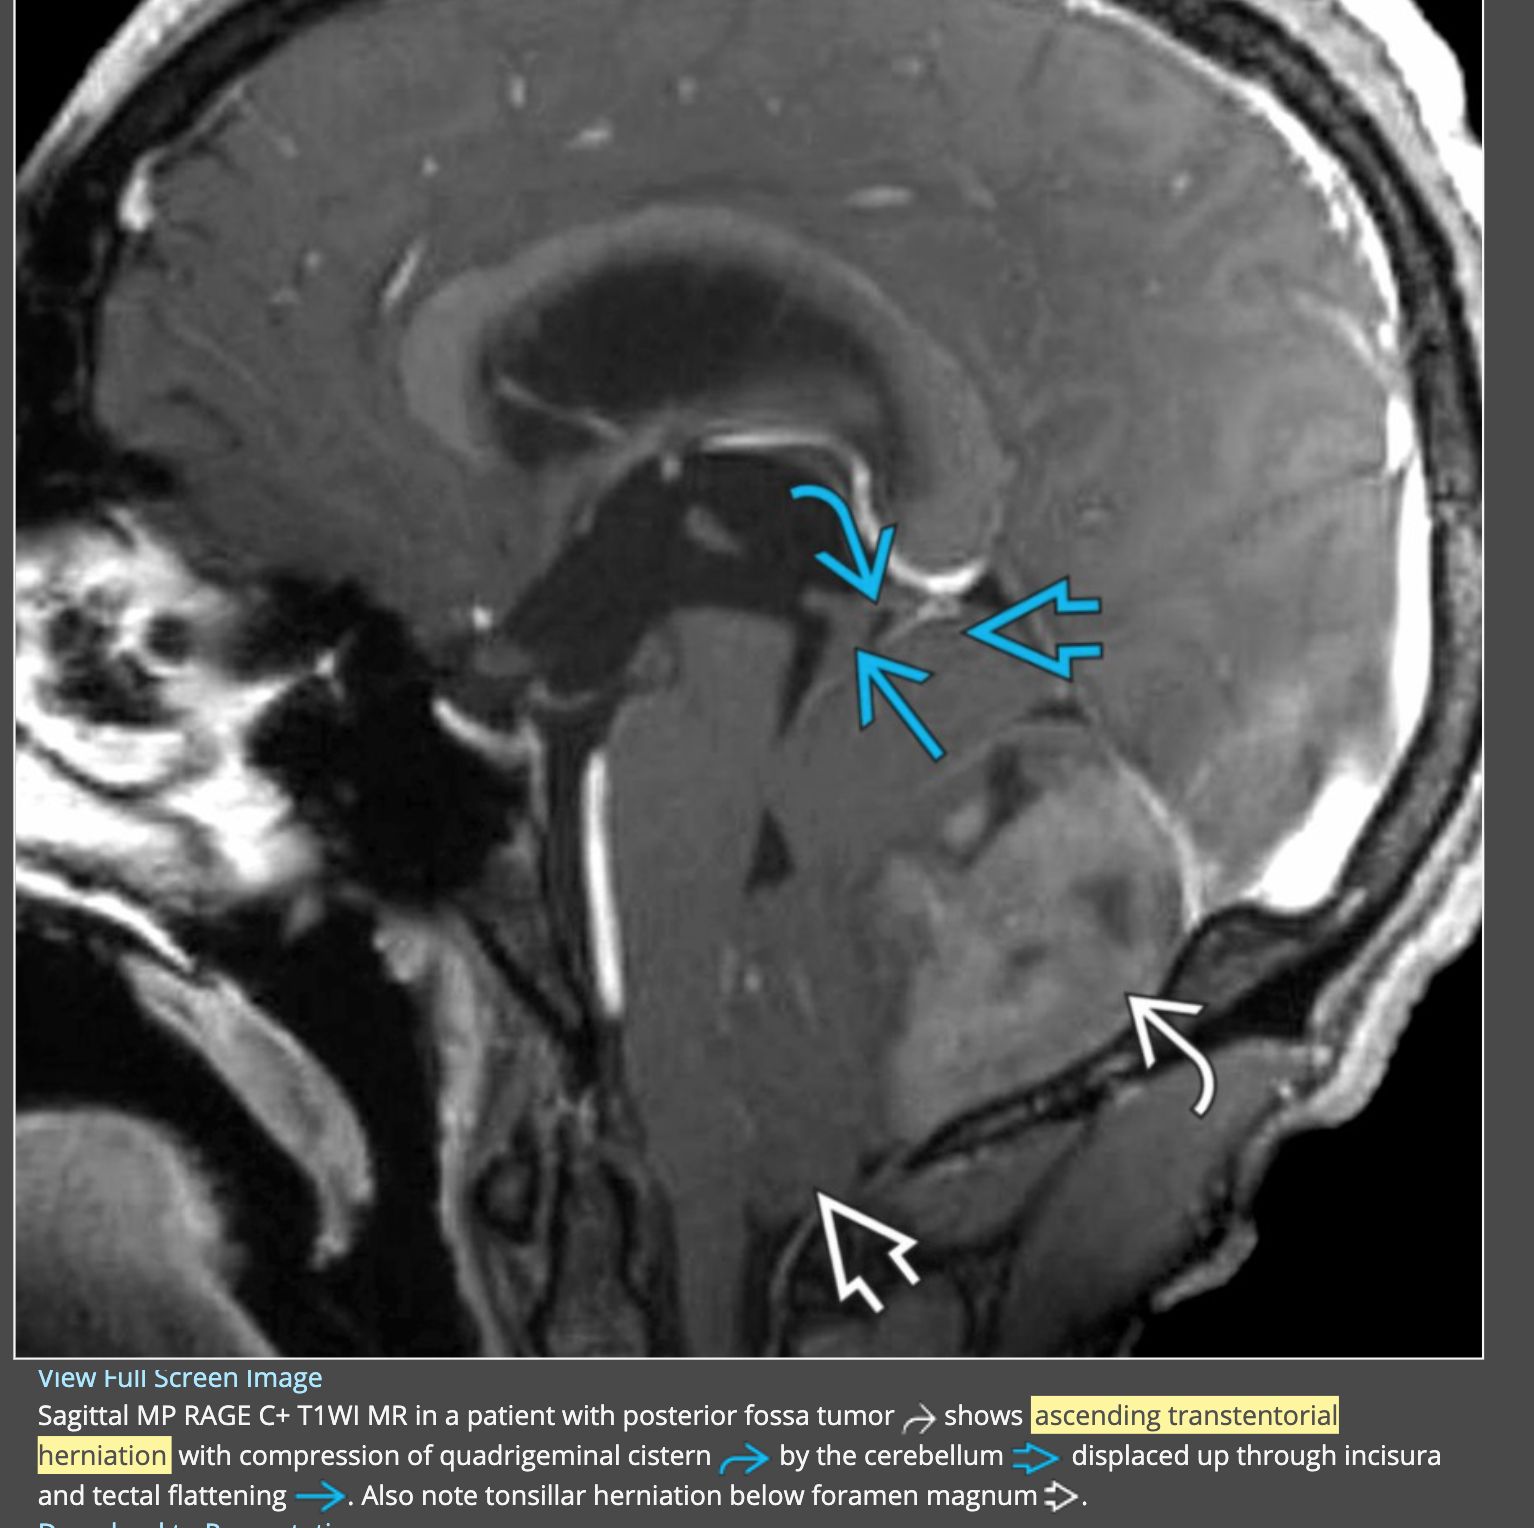 View Full Screen Image
Sagittal MP RAGE C+ T1WI MR in a patient with posterior fossa tumor shows ascending transtentorial
herniation with compression of quadrigeminal cistern by the cerebellum displaced up through incisura
and tectal flattening . Also note tonsillar herniation below foramen magnum .